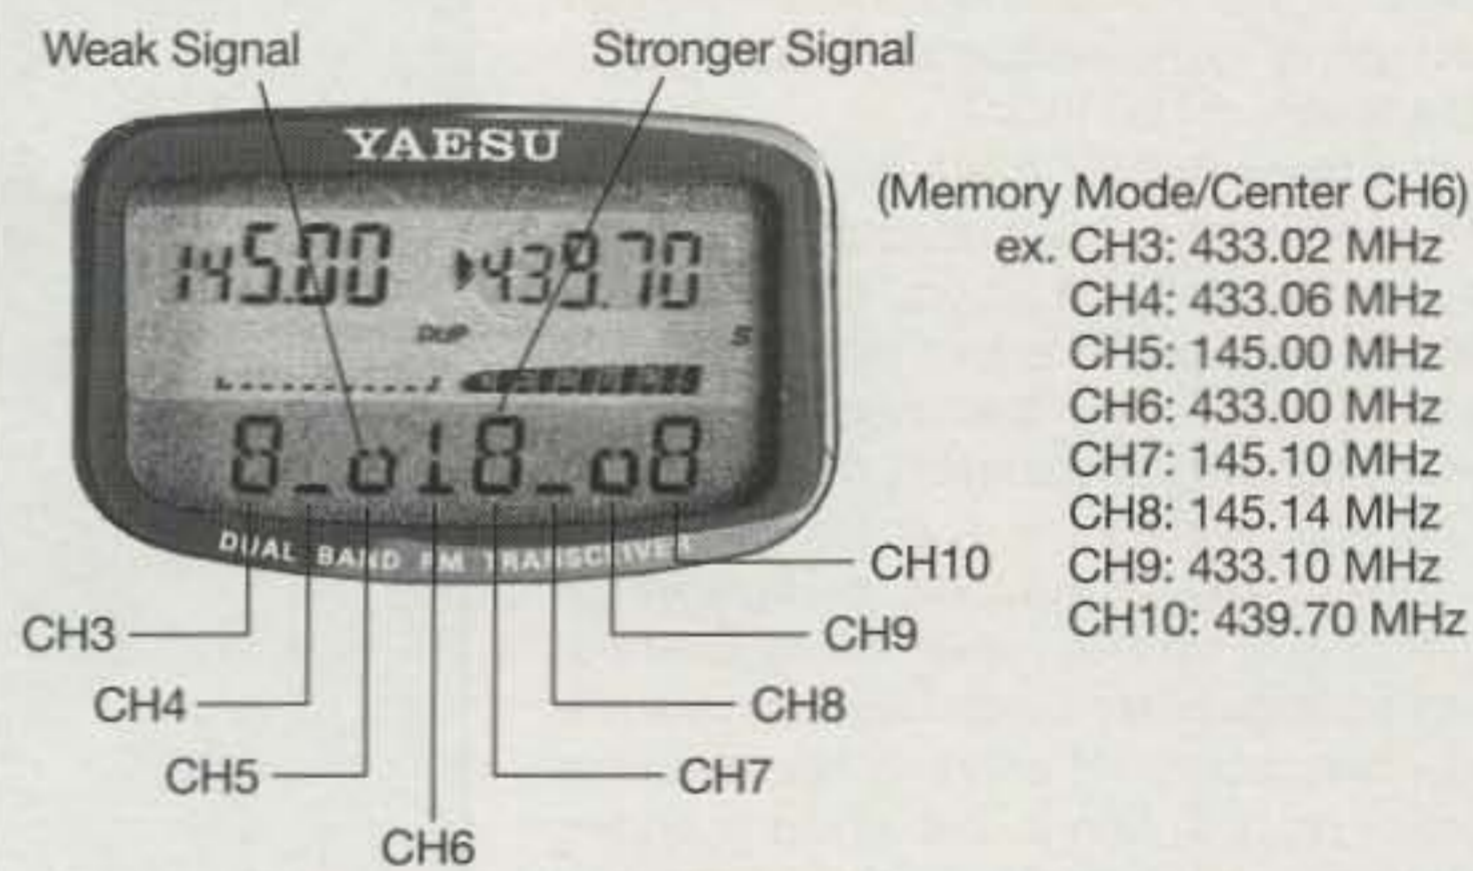 Weak Signal
Stronger Signal
YAESU
145.00 439.70
8_o18_o8
DUAL BAND FM TRANSCEIVER
CH3
CH4
CH5
CH6
CH7
CH8
CH9
CH10
(Memory Mode/Center CH6)
ex. CH3: 433.02 MHz
CH4: 433.06 MHz
CH5: 145.00 MHz
CH6: 433.00 MHz
CH7: 145.10 MHz
CH8: 145.14 MHz
CH9: 433.10 MHz
CH10: 439.70 MHz